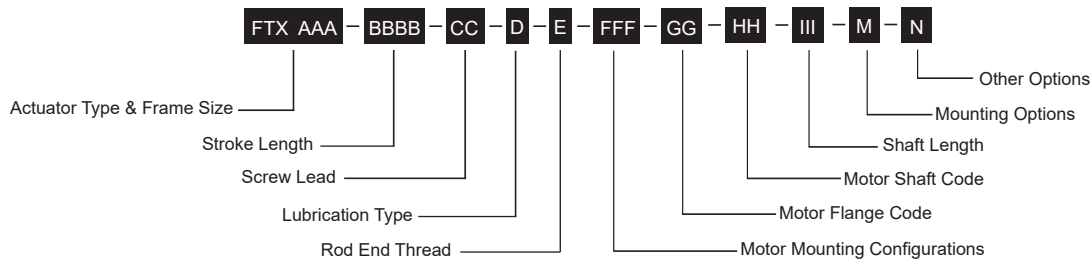 FTX AAA – BBBB – CC – D – E – FFF – GG – HH – III – M – N
Other Options
Actuator Type & Frame Size
Mounting Options
Stroke Length
Shaft Length
Screw Lead
Motor Shaft Code
Lubrication Type
Motor Flange Code
Rod End Thread
Motor Mounting Configurations